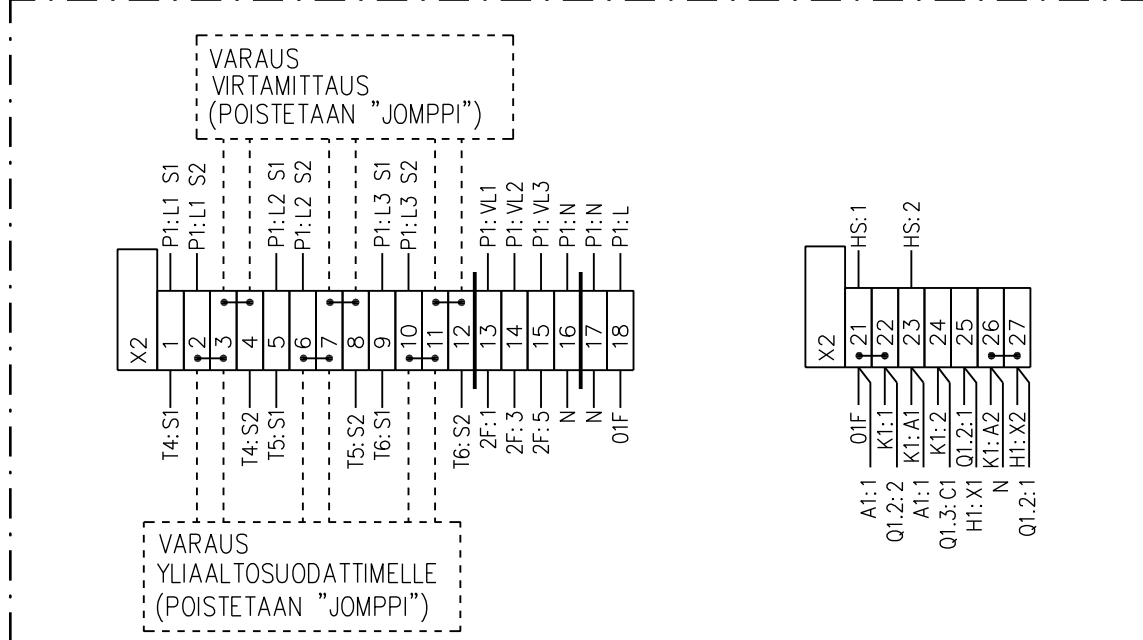 VARAUS
VIRTAMITTAUS
(POISTETAAN "JOMPPI")
P1:L1 S1
P1:L1 S2
P1:L2 S1
P1:L2 S2
P1:L3 S1
P1:L3 S2
P1:VL1
P1:VL2
P1:VL3
P1:N
P1:N
P1:L
X2
1
2
3
4
5
6
7
8
9
10
11
12
13
14
15
16
17
18
T4:S1
T4:S2
T5:S1
T5:S2
T6:S1
T6:S2
2F:1
2F:3
2F:5
N
N
01F
VARAUS
YLIAALTOSUODATTIMELLE
(POISTETAAN "JOMPPI")
HS:1
HS:2
X2
21
22
23
24
25
26
27
01F
K1:1
K1:A1
K1:2
Q1.2:1
K1:A2
H1:X2
A1:1
Q1.2:2
A1:1
Q1.3:C1
H1:X1
N
Q1.2:1